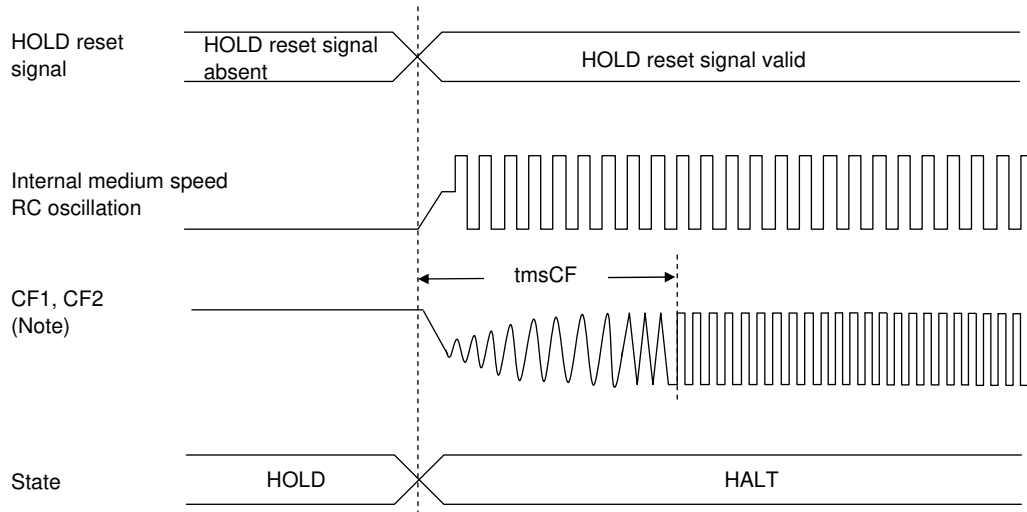 HOLD reset
signal
HOLD reset signal
absent
HOLD reset signal valid
Internal medium speed
RC oscillation
tmsCF
CF1, CF2
(Note)
State
HOLD
HALT